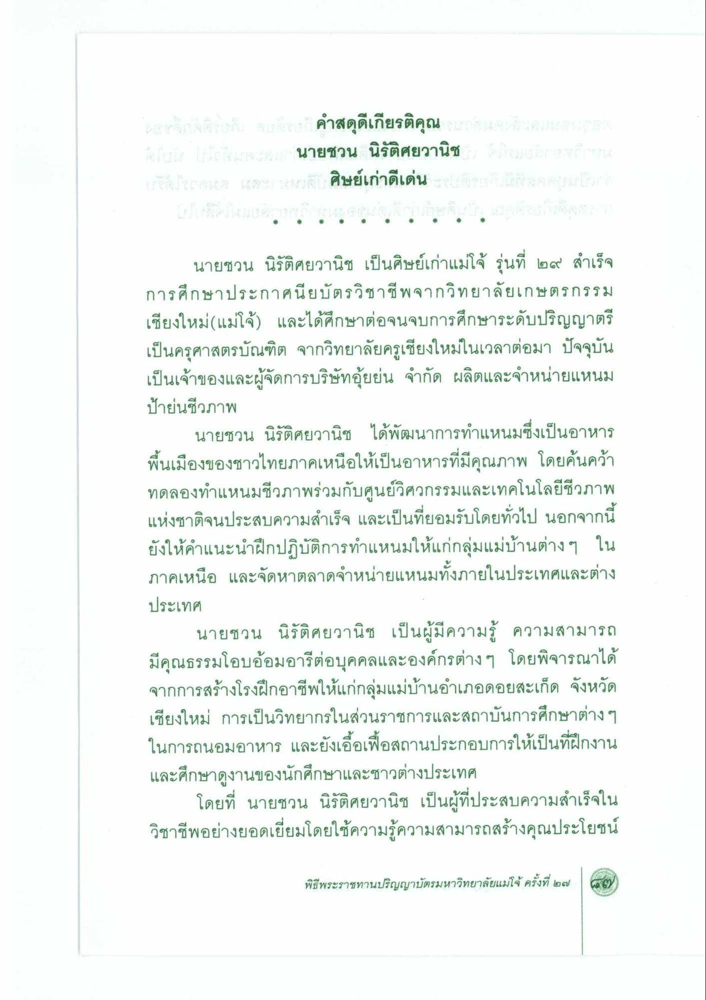 คำสดุดีเกียรติคุณ
นายชวน นิรัติศยวานิช
ศิษย์เก่าดีเด่น
นายชวน นิรัติศยวานิช เป็นศิษย์เก่าแม่โจ้ รุ่นที่ ๒๙ สำเร็จ
การศึกษาประกาศนียบัตรวิชาชีพจากวิทยาลัยเกษตรกรรม
เชียงใหม่(แม่โจ้) และได้ศึกษาต่อจนจบการศึกษาระดับปริญญาตรี
เป็นครุศาสตรบัณฑิต จากวิทยาลัยครูเชียงใหม่ในเวลาต่อมา ปัจจุบัน
เป็นเจ้าของและผู้จัดการบริษัทอุ้ยย่น จำกัด ผลิตและจำหน่ายแหนม
ป้าย่นชีวภาพ
นายชวน นิรัติศยวานิช ได้พัฒนาการทำแหนมซึ่งเป็นอาหาร
พื้นเมืองของชาวไทยภาคเหนือให้เป็นอาหารที่มีคุณภาพ โดยค้นคว้า
ทดลองทำแหนมชีวภาพร่วมกับศูนย์วิศวกรรมและเทคโนโลยีชีวภาพ
แห่งชาติจนประสบความสำเร็จ และเป็นที่ยอมรับโดยทั่วไป นอกจากนี้
ยังให้คำแนะนำฝึกปฏิบัติการทำแหนมให้แก่กลุ่มแม่บ้านต่างๆ ใน
ภาคเหนือ และจัดหาตลาดจำหน่ายแหนมทั้งภายในประเทศและต่าง
ประเทศ
นายชวน นิรัติศยวานิช เป็นผู้มีความรู้ ความสามารถ
มีคุณธรรมโอบอ้อมอารีต่อบุคคลและองค์กรต่างๆ โดยพิจารณาได้
จากการสร้างโรงฝึกอาชีพให้แก่กลุ่มแม่บ้านอำเภอดอยสะเก็ด จังหวัด
เชียงใหม่ การเป็นวิทยากรในส่วนราชการและสถาบันการศึกษาต่างๆ
ในการถนอมอาหาร และยังเอื้อเฟื้อสถานประกอบการให้เป็นที่ฝึกงาน
และศึกษาดูงานของนักศึกษาและชาวต่างประเทศ
โดยที่ นายชวน นิรัติศยวานิช เป็นผู้ที่ประสบความสำเร็จใน
วิชาชีพอย่างยอดเยี่ยมโดยใช้ความรู้ความสามารถสร้างคุณประโยชน์
พิธีพระราชทานปริญญาบัตรมหาวิทยาลัยแม่โจ้ ครั้งที่ ๒๗
๘๗